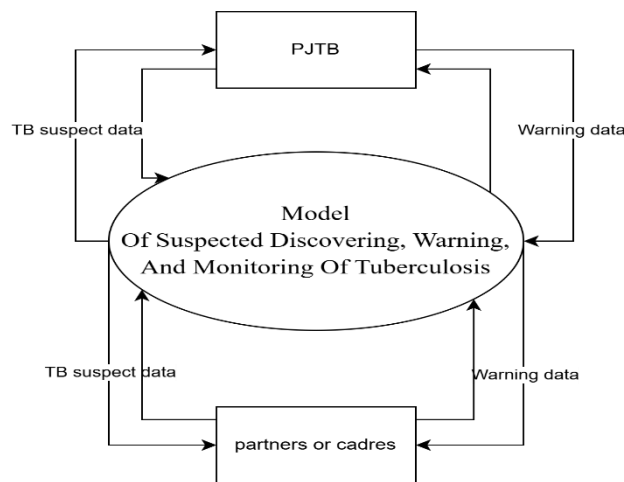 PJTB
TB suspect data
Warning data
Model
Of Suspected Discovering, Warning,
And Monitoring Of Tuberculosis
TB suspect data
Warning data
partners or cadres